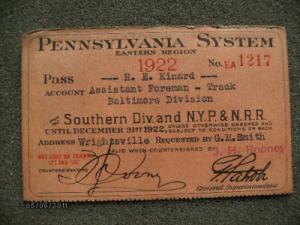 PENNSYLVANIA SYSTEM
EASTERN REGION
1922 No. EA 1217
Pass -- H. E. Kinard
ACCOUNT Assistant Foreman - Track
Baltimore Division
Southern Div. and N.Y.P.& N.R.R.
UNTIL DECEMBER 31ST 1922, UNLESS OTHERWISE ORDERED AND
SUBJECT TO CONDITIONS ON BACK
ADDRESS Wrightsville REQUESTED BY G.M.Smith
VALID WHEN COUNTERSIGNED BY
J. H. Rooney
COUNTERSIGNATURE
General Superintendent